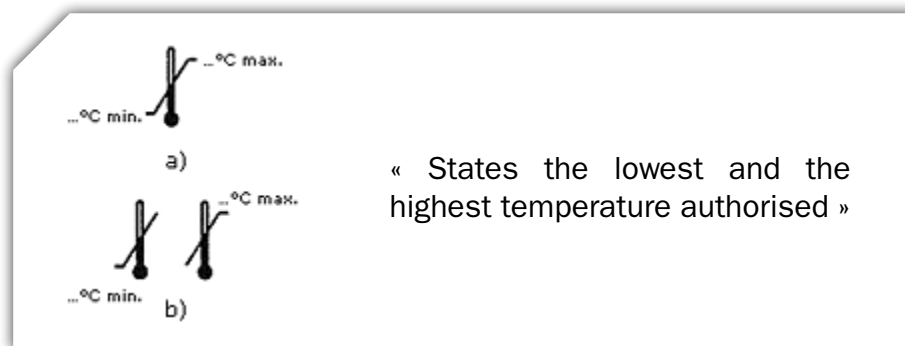 ...°C max.
...°C min.
a)
« States the lowest and the
highest temperature authorised »
...°C max.
...°C min.
b)